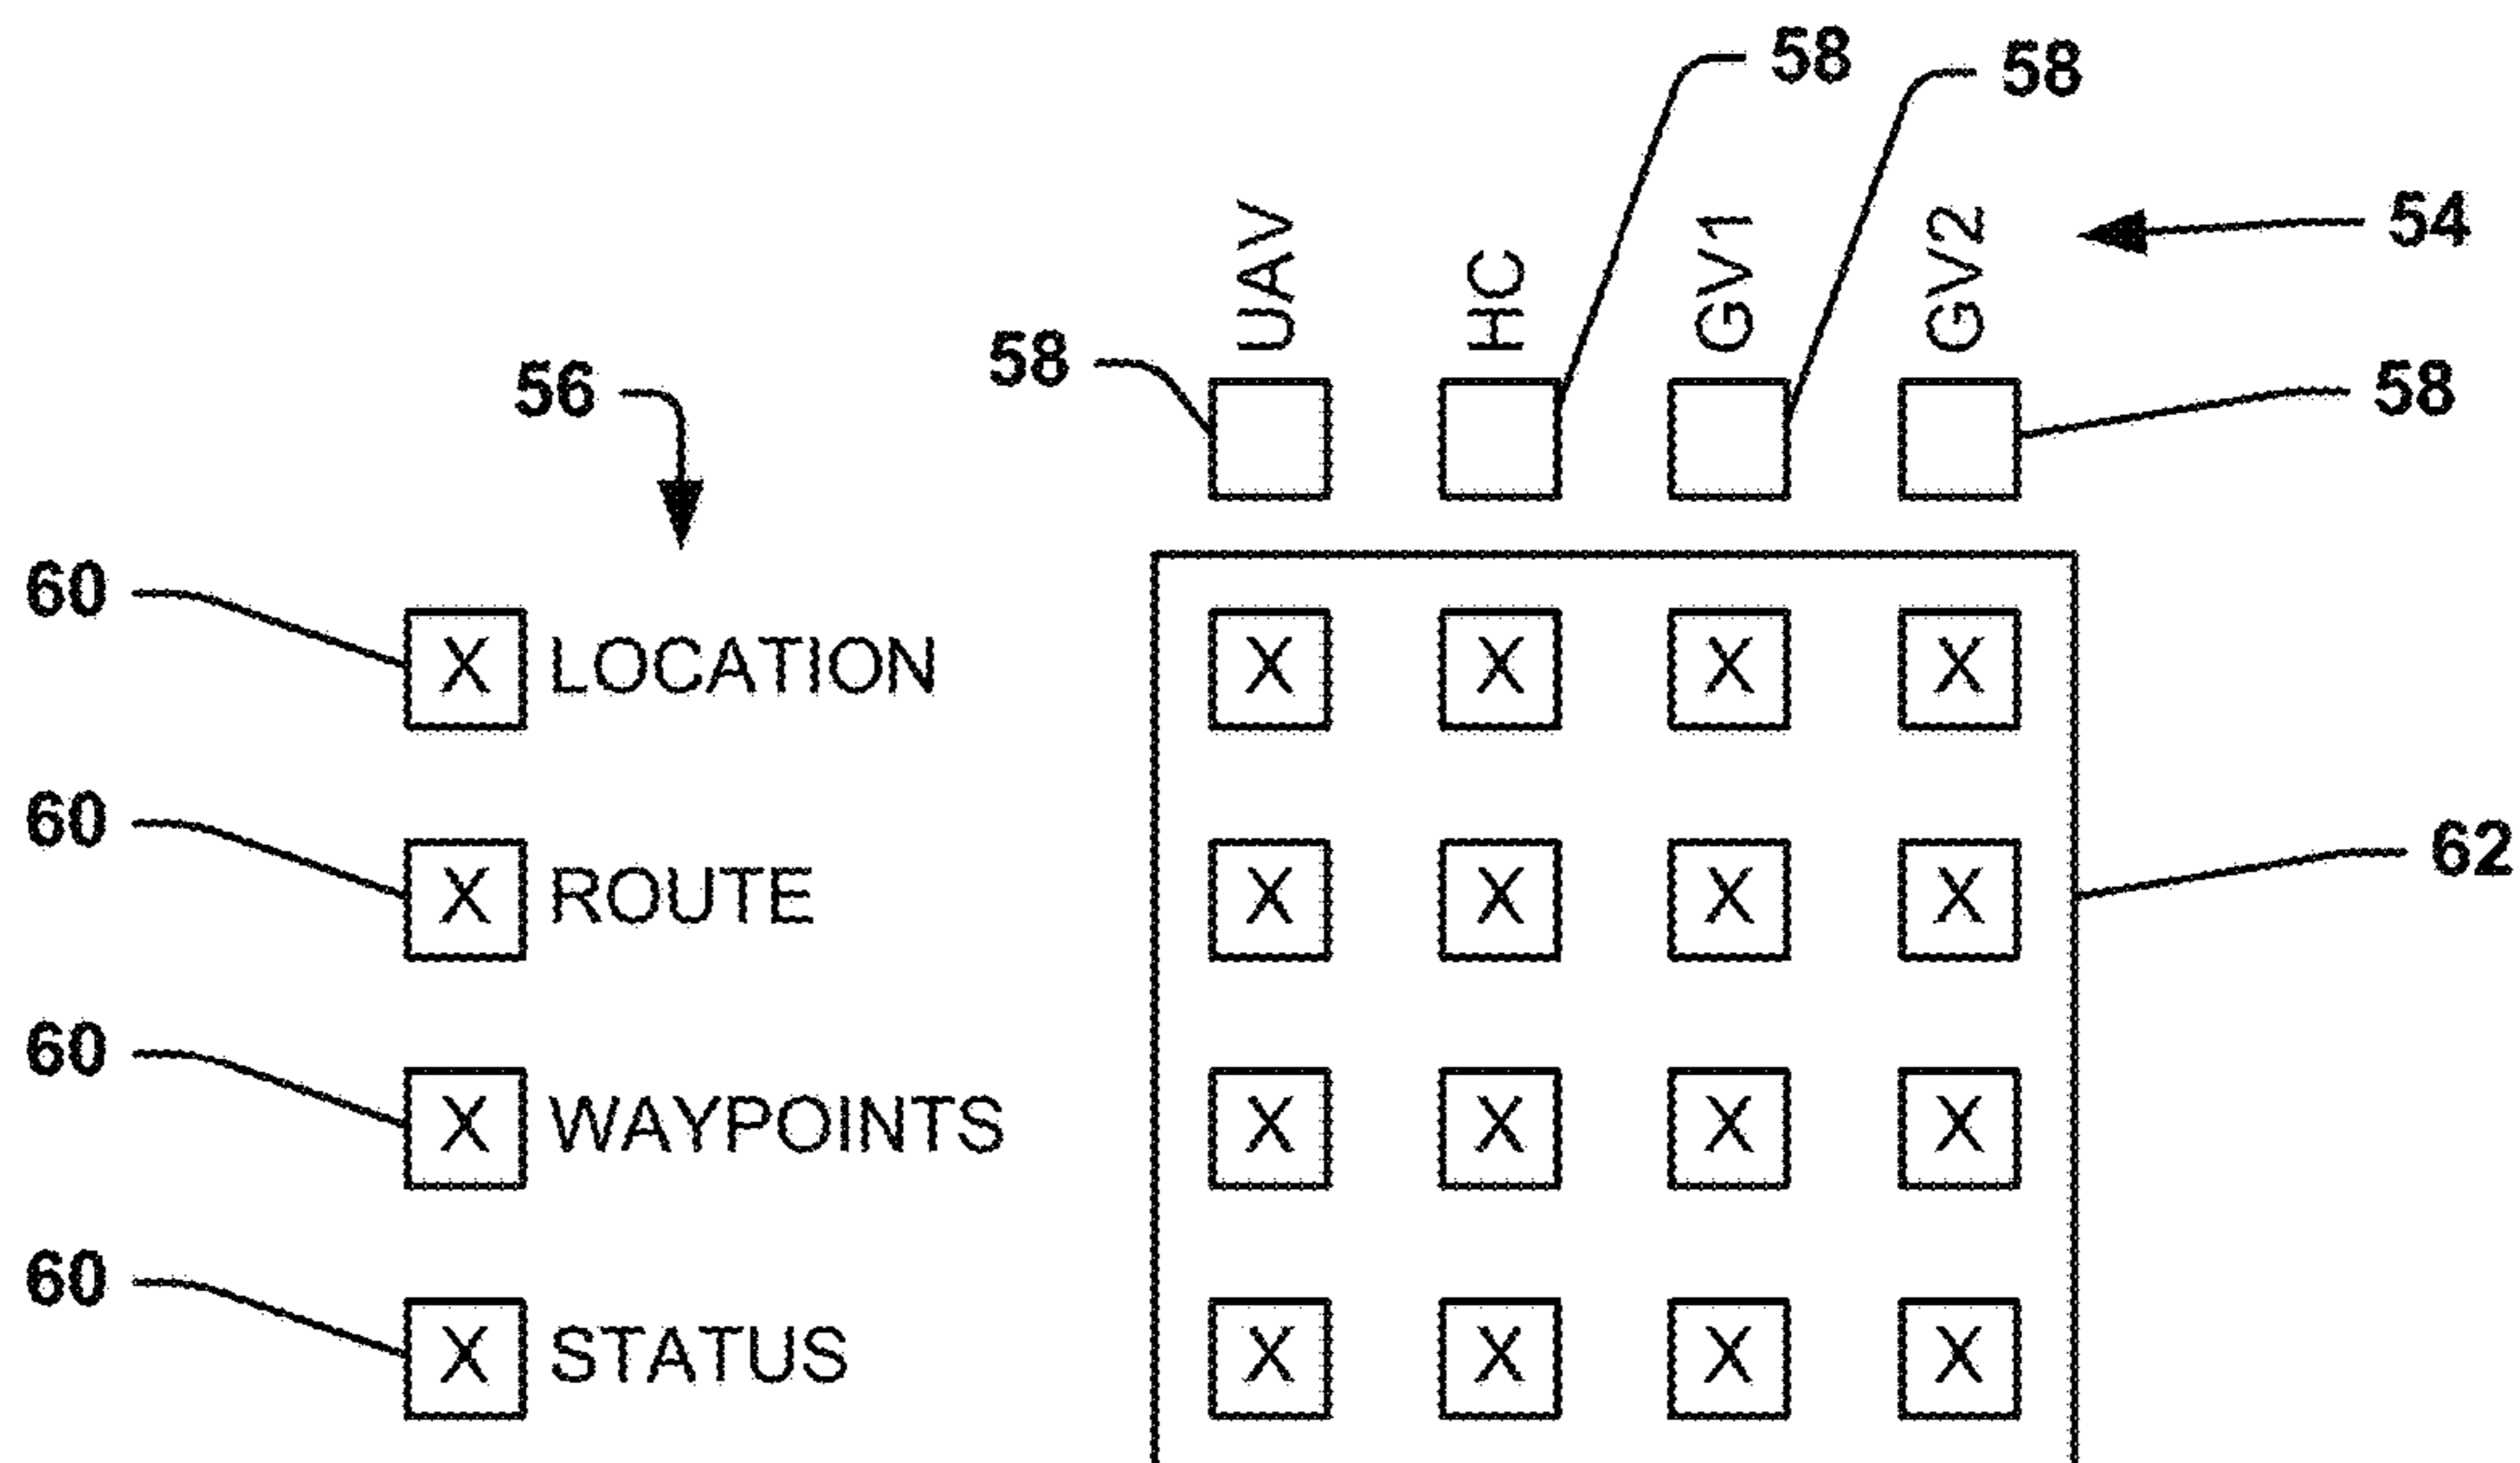 58
58
54
UAV
HC
GV1
GV2
58
56
58
60
X LOCATION X X X X
60
X ROUTE X X X X
62
60
X WAYPOINTS X X X X
60
X STATUS X X X X